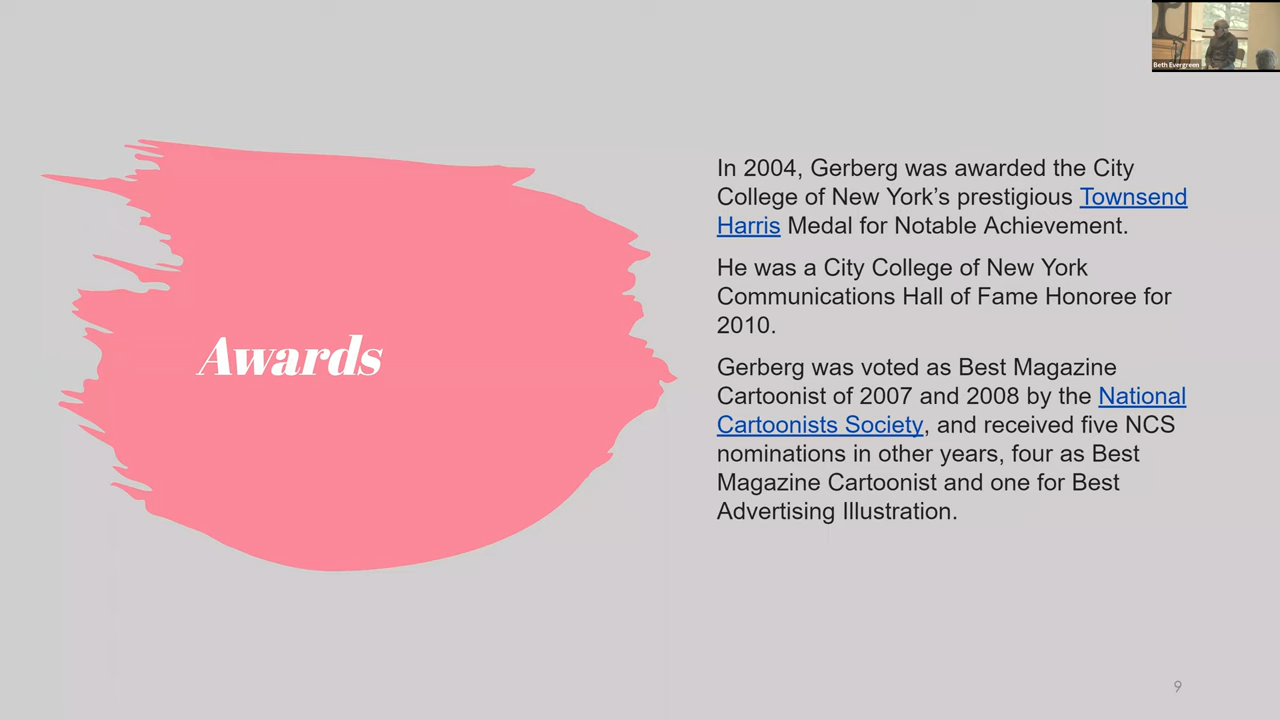 Beth Evergreen
Awards
In 2004, Gerberg was awarded the City
College of New York’s prestigious Townsend
Harris Medal for Notable Achievement.
He was a City College of New York
Communications Hall of Fame Honoree for
2010.
Gerberg was voted as Best Magazine
Cartoonist of 2007 and 2008 by the National
Cartoonists Society, and received five NCS
nominations in other years, four as Best
Magazine Cartoonist and one for Best
Advertising Illustration.
9